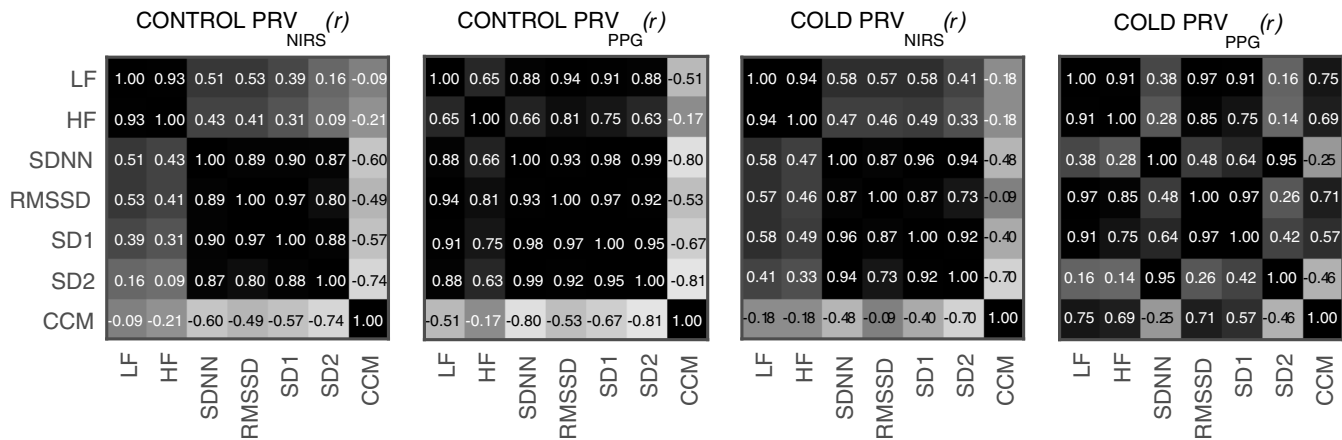 CONTROL PRV NIRS (r) CONTROL PRV PPG (r) COLD PRV NIRS (r) COLD PRV PPG (r)
LF 1.00 0.93 0.51 0.53 0.39 0.16 -0.09 1.00 0.65 0.88 0.94 0.91 0.88 -0.51 1.00 0.94 0.58 0.57 0.58 0.41 -0.18 1.00 0.91 0.38 0.97 0.91 0.16 0.75
HF 0.93 1.00 0.43 0.41 0.31 0.09 -0.21 0.65 1.00 0.66 0.81 0.75 0.63 -0.17 0.94 1.00 0.47 0.46 0.49 0.33 -0.18 0.91 1.00 0.28 0.85 0.75 0.14 0.69
SDNN 0.51 0.43 1.00 0.89 0.90 0.87 -0.60 0.88 0.66 1.00 0.93 0.98 0.99 -0.80 0.58 0.47 1.00 0.87 0.96 0.94 -0.48 0.38 0.28 1.00 0.48 0.64 0.95 -0.25
RMSSD 0.53 0.41 0.89 1.00 0.97 0.80 -0.49 0.94 0.81 0.93 1.00 0.97 0.92 -0.53 0.57 0.46 0.87 1.00 0.87 0.73 -0.09 0.97 0.85 0.48 1.00 0.97 0.26 0.71
SD1 0.39 0.31 0.90 0.97 1.00 0.88 -0.57 0.91 0.75 0.98 0.97 1.00 0.95 -0.67 0.58 0.49 0.96 0.87 1.00 0.92 -0.40 0.91 0.75 0.64 0.97 1.00 0.42 0.57
SD2 0.16 0.09 0.87 0.80 0.88 1.00 -0.74 0.88 0.63 0.99 0.92 0.95 1.00 -0.81 0.41 0.33 0.94 0.73 0.92 1.00 -0.70 0.16 0.14 0.95 0.26 0.42 1.00 -0.46
CCM -0.09 -0.21 -0.60 -0.49 -0.57 -0.74 1.00 -0.51 -0.17 -0.80 -0.53 -0.67 -0.81 1.00 -0.18 -0.18 -0.48 -0.09 -0.40 -0.70 1.00 0.75 0.69 -0.25 0.71 0.57 -0.46 1.00
LF HF SDNN RMSSD SD1 SD2 CCM LF HF SDNN RMSSD SD1 SD2 CCM LF HF SDNN RMSSD SD1 SD2 CCM LF HF SDNN RMSSD SD1 SD2 CCM